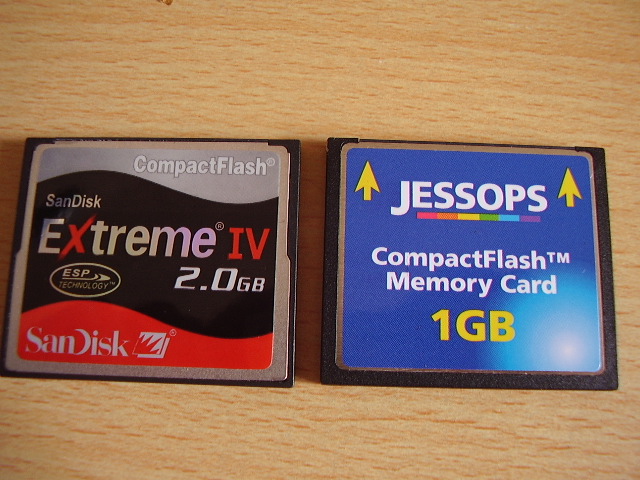 CompactFlash®
SanDisk
Extreme® IV
2.0GB
ESP
TECHNOLOGY™
SanDisk ®
JESSOPS
CompactFlash™
Memory Card
1GB